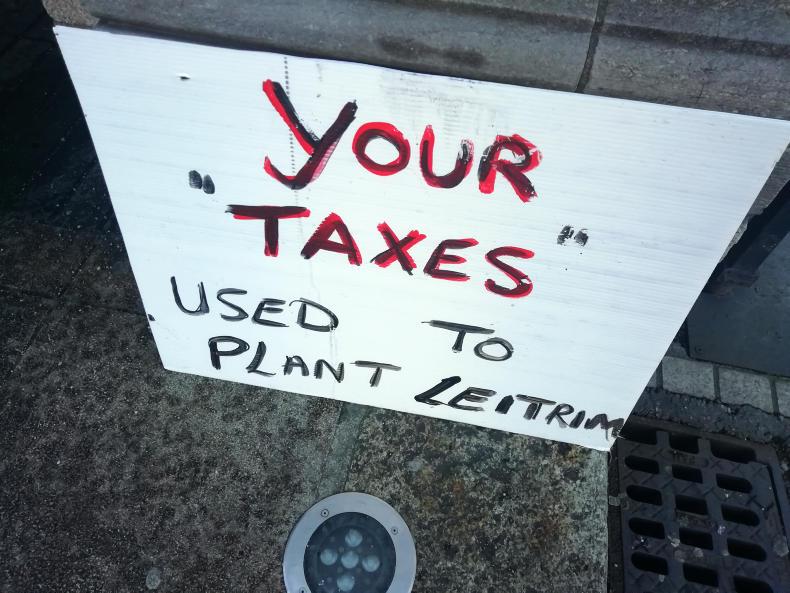 YOUR
"TAXES"
USED TO
PLANT LEITRIM